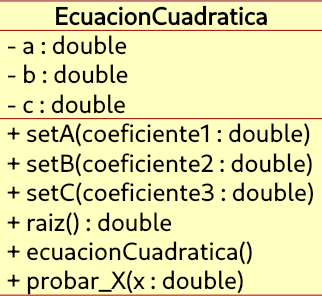 EcuacionCuadratica
- a : double
- b : double
- c : double
+ setA(coeficiente1 : double)
+ setB(coeficiente2 : double)
+ setC(coeficiente3 : double)
+ raiz() : double
+ ecuacionCuadratica()
+ probar_X(x : double)